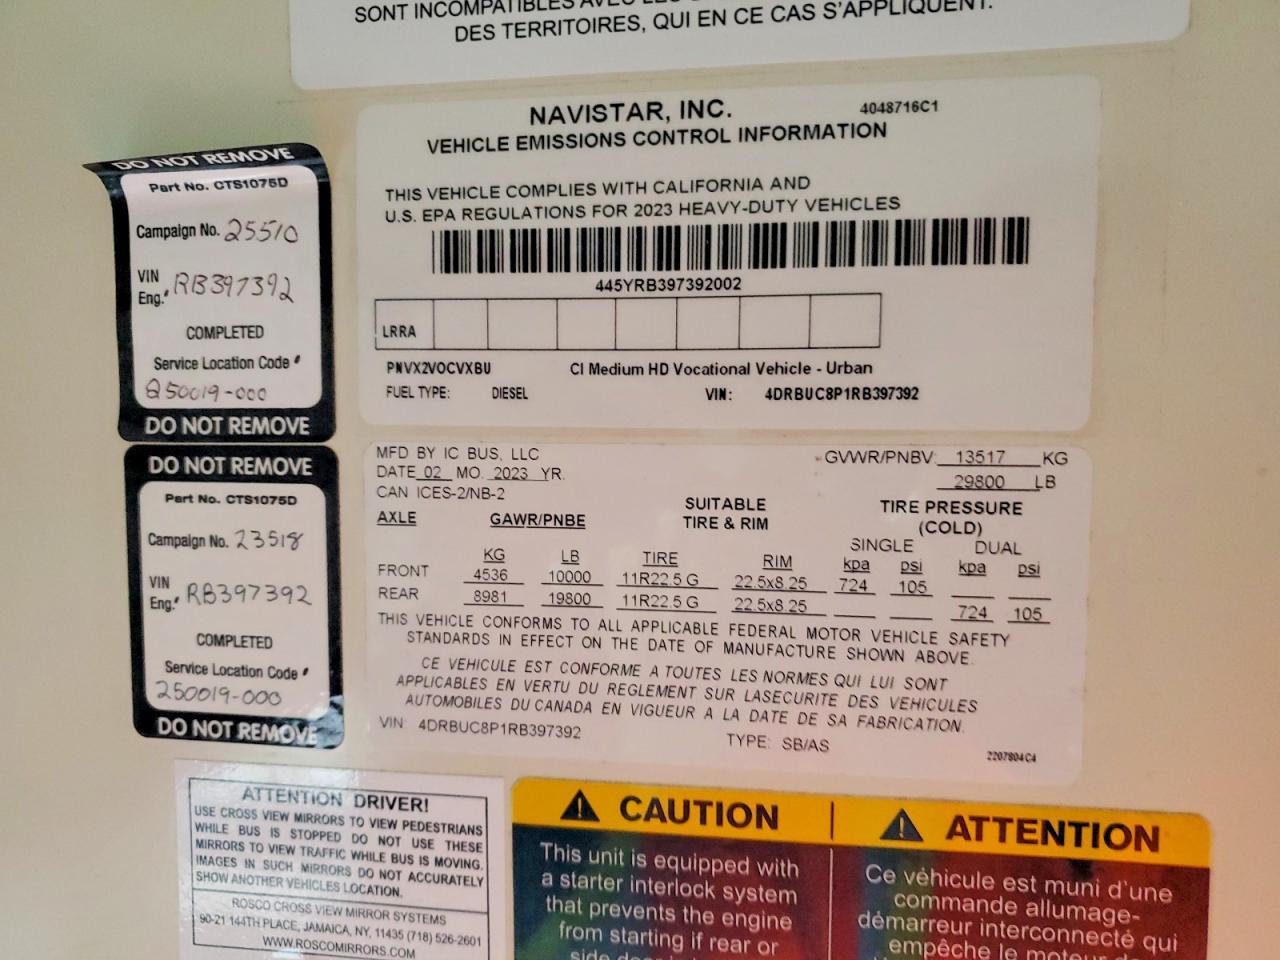 SONT INCOMPATIBLES AVEC
DES TERRITOIRES, QUI EN CE CAS S'APPLIQUENT.
NAVISTAR, INC. 4048716C1
VEHICLE EMISSIONS CONTROL INFORMATION
THIS VEHICLE COMPLIES WITH CALIFORNIA AND
U.S. EPA REGULATIONS FOR 2023 HEAVY-DUTY VEHICLES
445YRB397392002
LRRA
PNVX2VOCVXBU CI Medium HD Vocational Vehicle - Urban
FUEL TYPE: DIESEL VIN: 4DRBUC8P1RB397392
DO NOT REMOVE
Part No. CTS1075D
Campaign No. 25510
VIN
Eng.# RB397392
COMPLETED
Service Location Code #
250019-000
DO NOT REMOVE
DO NOT REMOVE
Part No. CTS1075D
Campaign No. 23518
VIN
Eng.# RB397392
COMPLETED
Service Location Code #
250019-000
DO NOT REMOVE
MFD BY IC BUS, LLC GVWR/PNBV: 13517 KG
DATE 02 MO. 2023 YR. 29800 LB
CAN ICES-2/NB-2
AXLE GAWR/PNBE SUITABLE TIRE & RIM TIRE PRESSURE (COLD)
SINGLE DUAL
KG LB TIRE RIM kpa psi kpa psi
FRONT 4536 10000 11R22.5 G 22.5x8.25 724 105
REAR 8981 19800 11R22.5 G 22.5x8.25 724 105
THIS VEHICLE CONFORMS TO ALL APPLICABLE FEDERAL MOTOR VEHICLE SAFETY
STANDARDS IN EFFECT ON THE DATE OF MANUFACTURE SHOWN ABOVE.
CE VEHICULE EST CONFORME A TOUTES LES NORMES QUI LUI SONT
APPLICABLES EN VERTU DU REGLEMENT SUR LASECURITE DES VEHICULES
AUTOMOBILES DU CANADA EN VIGUEUR A LA DATE DE SA FABRICATION.
VIN: 4DRBUC8P1RB397392 TYPE: SB/AS
2207804C4
ATTENTION DRIVER!
USE CROSS VIEW MIRRORS TO VIEW PEDESTRIANS
WHILE BUS IS STOPPED DO NOT USE THESE
MIRRORS TO VIEW TRAFFIC WHILE BUS IS MOVING.
IMAGES IN SUCH MIRRORS DO NOT ACCURATELY
SHOW ANOTHER VEHICLES LOCATION.
ROSCO CROSS VIEW MIRROR SYSTEMS
90-21 144TH PLACE, JAMAICA, NY, 11435 (718) 526-2601
WWW.ROSCOMIRRORS.COM
CAUTION
This unit is equipped with
a starter interlock system
that prevents the engine
from starting if rear or
ATTENTION
Ce véhicule est muni d'une
commande allumage-
démarreur interconnecté qui
empêche le moteur